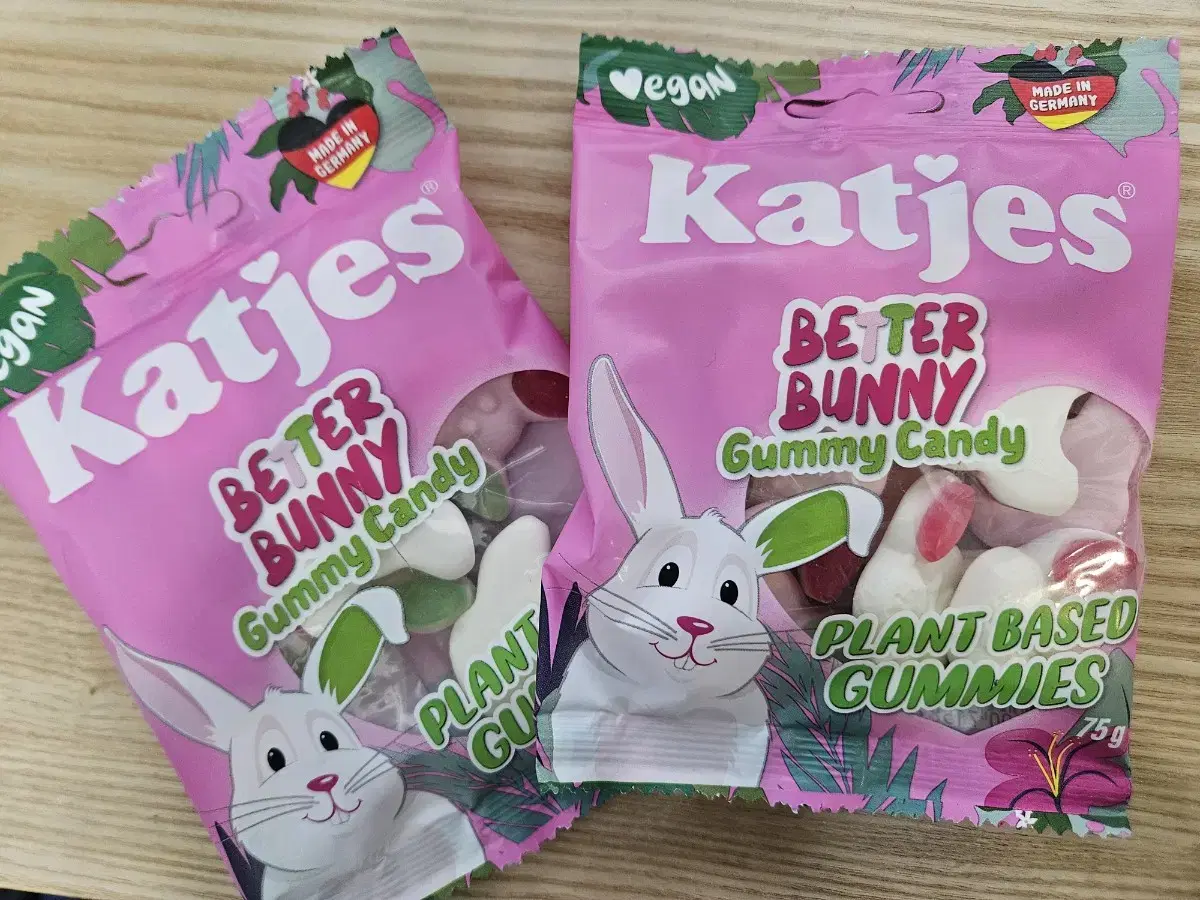 egan
MADE IN
GERMANY
Katjes®
BETTER
BUNNY
Gummy Candy
PLANT
GU
Vegan
MADE IN
GERMANY
Katjes®
BETTER
BUNNY
Gummy Candy
PLANT BASED
GUMMIES
75g